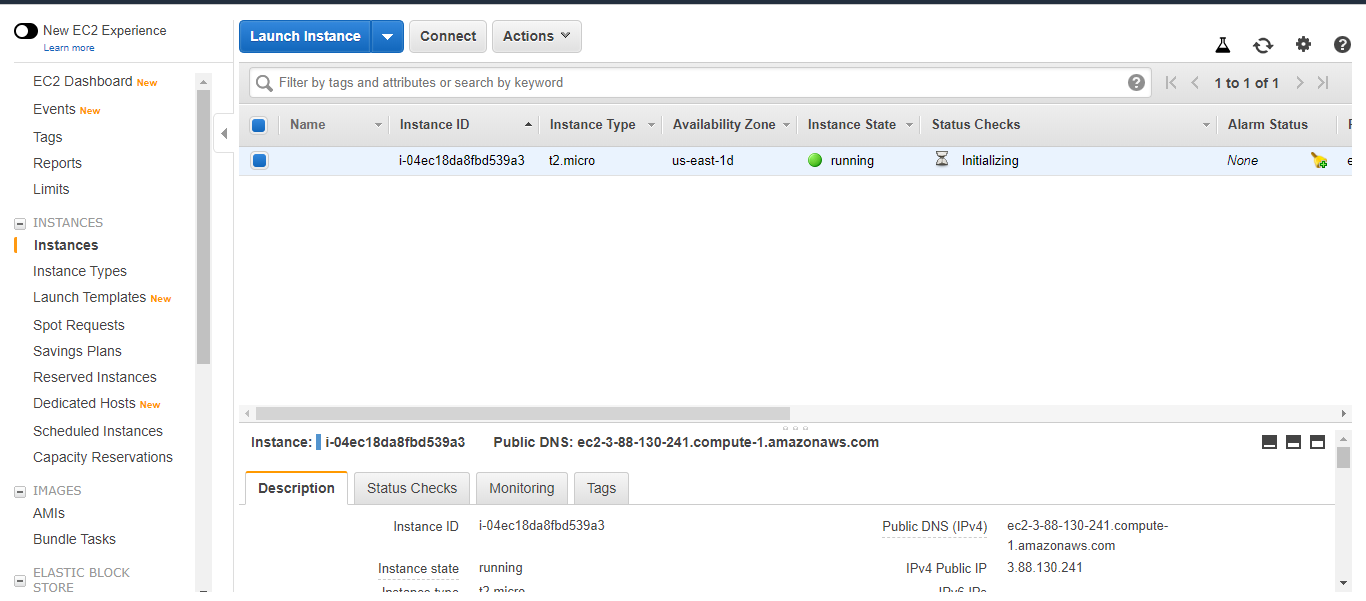 New EC2 Experience
Learn more
EC2 Dashboard New
Events New
Tags
Reports
Limits
INSTANCES
Instances
Instance Types
Launch Templates New
Spot Requests
Savings Plans
Reserved Instances
Dedicated Hosts New
Scheduled Instances
Capacity Reservations
IMAGES
AMIs
Bundle Tasks
ELASTIC BLOCK
STORE
Launch Instance Connect Actions
Filter by tags and attributes or search by keyword 1 to 1 of 1
Name Instance ID Instance Type Availability Zone Instance State Status Checks Alarm Status
i-04ec18da8fbd539a3 t2.micro us-east-1d running Initializing None
Instance: i-04ec18da8fbd539a3 Public DNS: ec2-3-88-130-241.compute-1.amazonaws.com
Description Status Checks Monitoring Tags
Instance ID i-04ec18da8fbd539a3 Public DNS (IPv4) ec2-3-88-130-241.compute-
1.amazonaws.com
Instance state running IPv4 Public IP 3.88.130.241
Instance type t2.micro IPv6 IPs